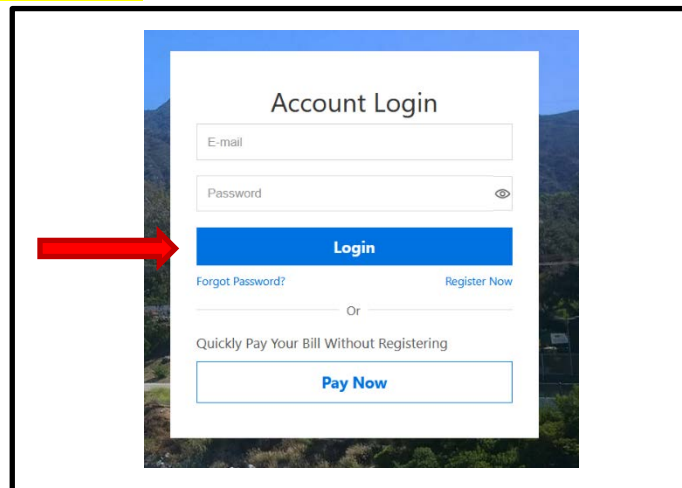 Account Login
E-mail
Password
Login
Forgot Password? Register Now
Or
Quickly Pay Your Bill Without Registering
Pay Now